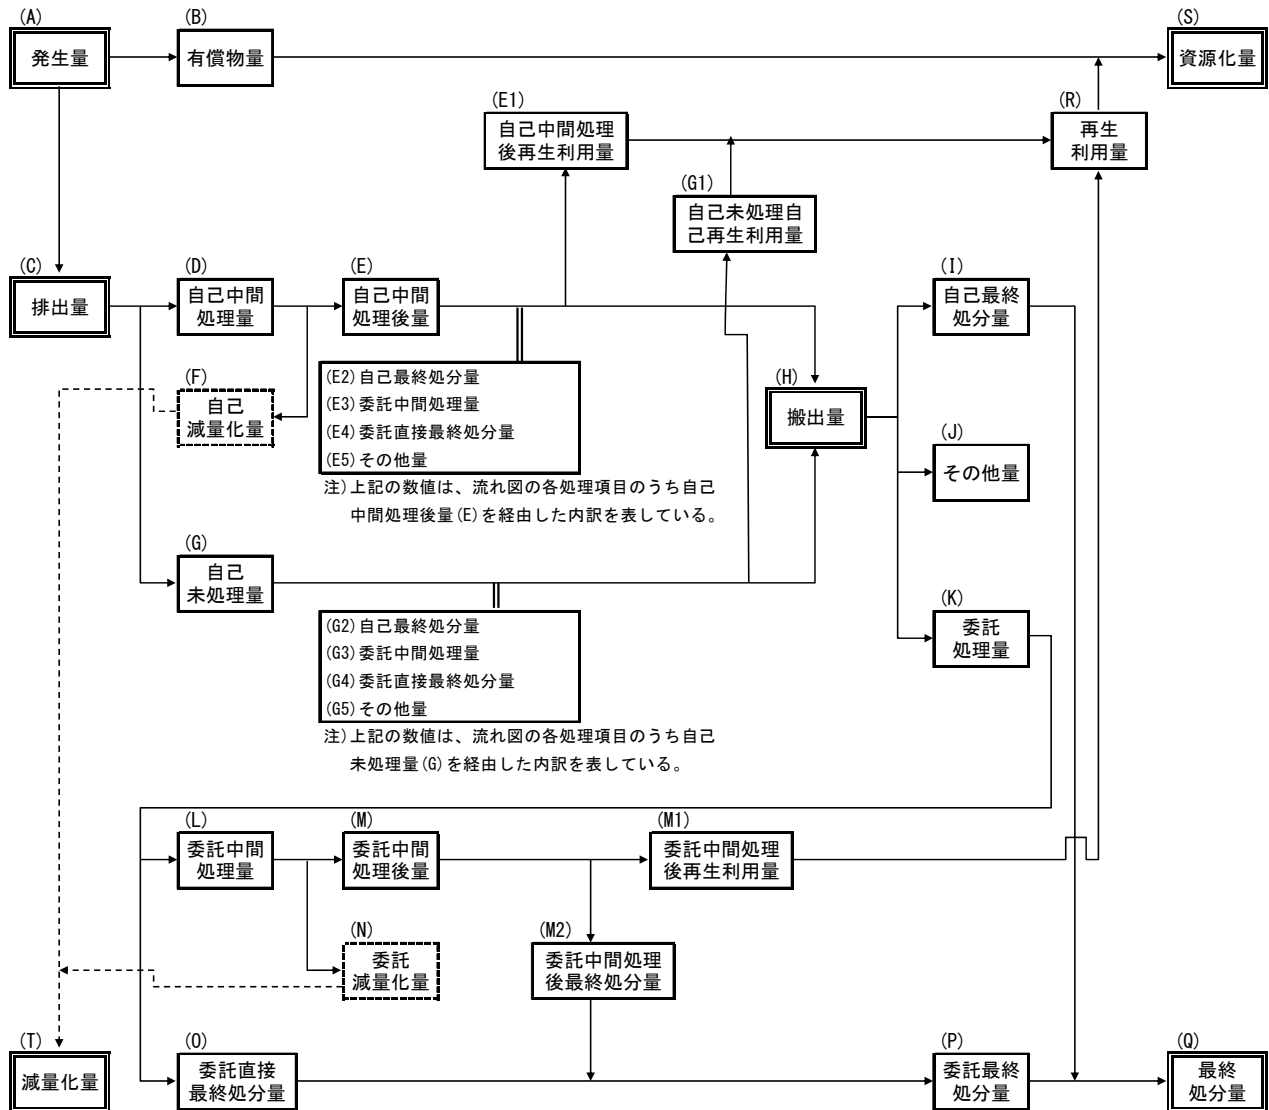 (A)
発生量
(B)
有償物量
(S)
資源化量
(E1)
自己中間処理
後再生利用量
(R)
再生
利用量
(G1)
自己未処理自
己再生利用量
(C)
排出量
(D)
自己中間
処理量
(E)
自己中間
処理後量
(I)
自己最終
処分量
(F)
自己
減量化量
(E2)自己最終処分量
(E3)委託中間処理量
(E4)委託直接最終処分量
(E5)その他量
注)上記の数値は、流れ図の各処理項目のうち自己
中間処理後量(E)を経由した内訳を表している。
(H)
搬出量
(J)
その他量
(G)
自己
未処理量
(G2)自己最終処分量
(G3)委託中間処理量
(G4)委託直接最終処分量
(G5)その他量
注)上記の数値は、流れ図の各処理項目のうち自己
未処理量(G)を経由した内訳を表している。
(K)
委託
処理量
(L)
委託中間
処理量
(M)
委託中間
処理後量
(M1)
委託中間処理
後再生利用量
(N)
委託
減量化量
(M2)
委託中間処理
後最終処分量
(T)
減量化量
(O)
委託直接
最終処分量
(P)
委託最終
処分量
(Q)
最終
処分量